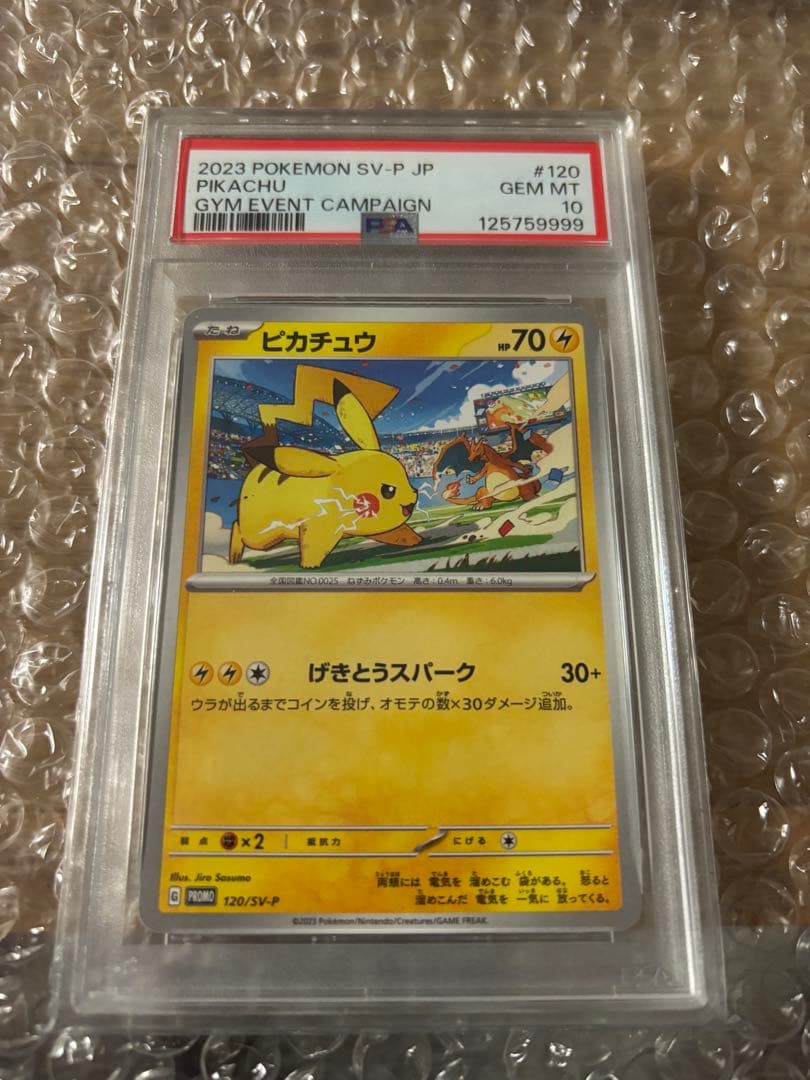 2023 POKEMON SV-P JP #120
PIKACHU GEM MT
GYM EVENT CAMPAIGN 10
PSA 125759999
たね ピカチュウ HP70
全国図鑑NO.0025 ねずみポケモン 高さ:0.4m 重さ:6.0kg
げきとうスパーク 30+
ウラが出るまでコインを投げ、オモテの数×30ダメージ追加。
弱点 ×2 抵抗力 にげる
Illus. Jiro Sasumo
両頬には 電気を 溜めこむ 袋がある。 怒ると
溜めこんだ 電気を 一気に 放ってくる。
G PROMO 120/SV-P
©2023 Pokémon/Nintendo/Creatures/GAME FREAK.